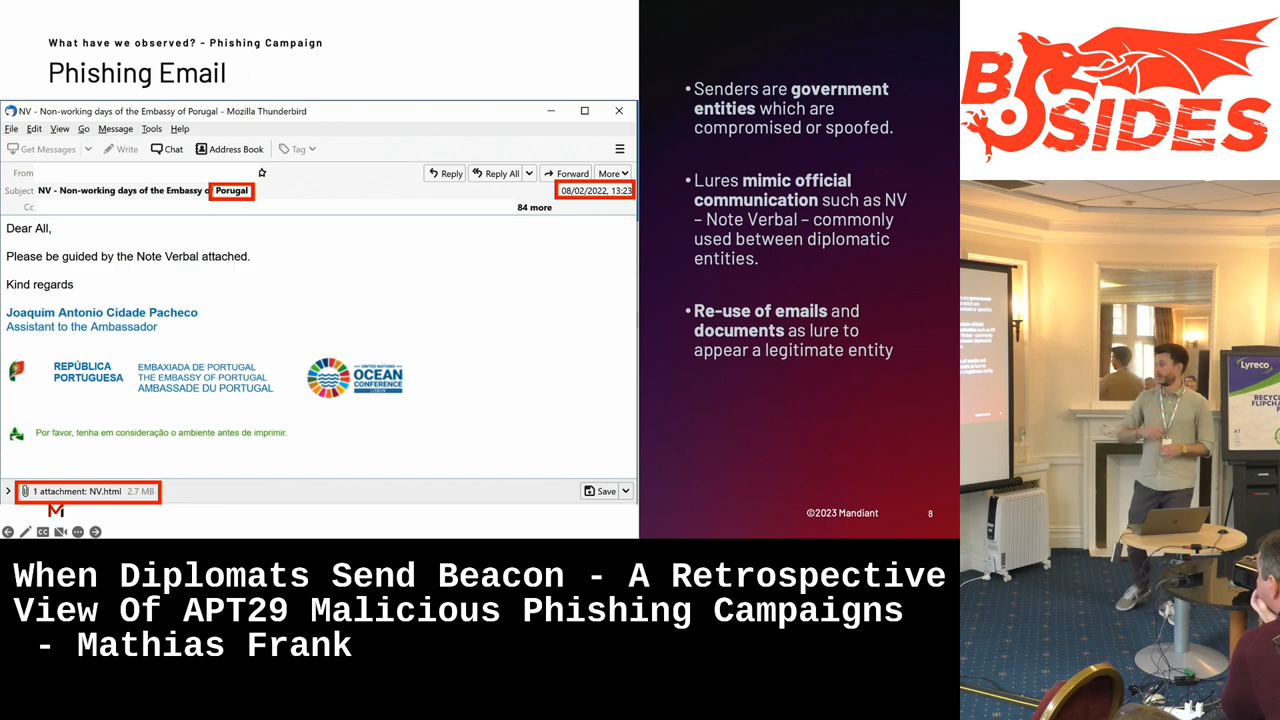 What have we observed? – Phishing Campaign
Phishing Email
NV - Non-working days of the Embassy of Porugal - Mozilla Thunderbird
File Edit View Go Message Tools Help
Get Messages Write Chat Address Book Tag
From
Reply Reply All Forward More
Subject NV - Non-working days of the Embassy of Porugal 08/02/2022, 13:23
Cc 84 more
Dear All,
Please be guided by the Note Verbal attached.
Kind regards
Joaquim Antonio Cidade Pacheco
Assistant to the Ambassador
REPÚBLICA
PORTUGUESA
EMBAXIADA DE PORTUGAL
THE EMBASSY OF PORTUGAL
AMBASSADE DU PORTUGAL
UNITED NATIONS
OCEAN
CONFERENCE
LISBON
Por favor, tenha em consideração o ambiente antes de imprimir.
1 attachment: NV.html 2.7 MB
Save
M
CC
• Senders are government
entities which are
compromised or spoofed.
• Lures mimic official
communication such as NV
– Note Verbal – commonly
used between diplomatic
entities.
• Re-use of emails and
documents as lure to
appear a legitimate entity
©2023 Mandiant
8
BSIDES
Lyreco
RECYC
FLIPCHA
A1
When Diplomats Send Beacon - A Retrospective
View Of APT29 Malicious Phishing Campaigns
- Mathias Frank